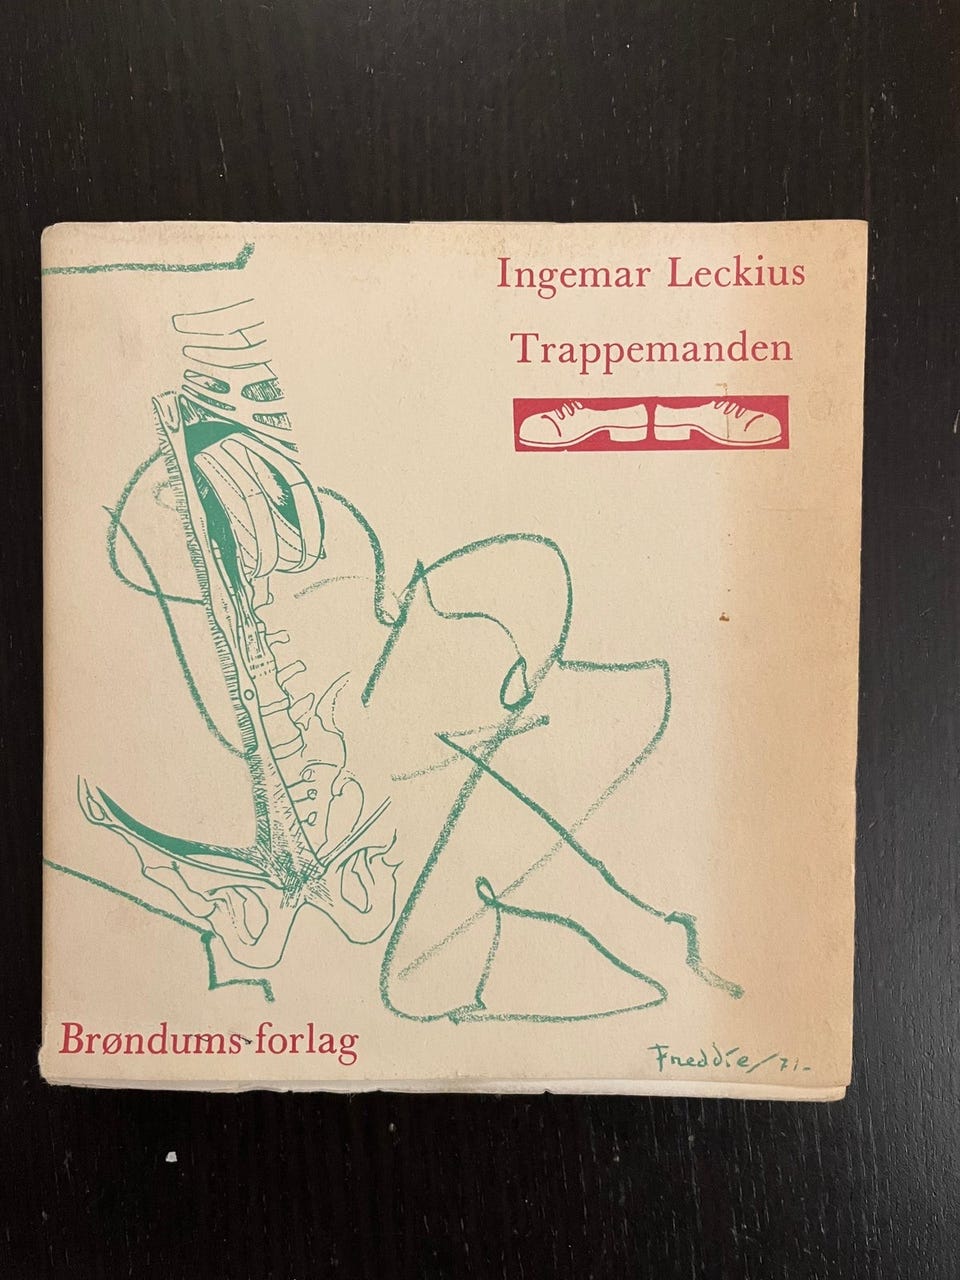 Ingemar Leckius
Trappemanden
Brøndums forlag
Freddie/71-